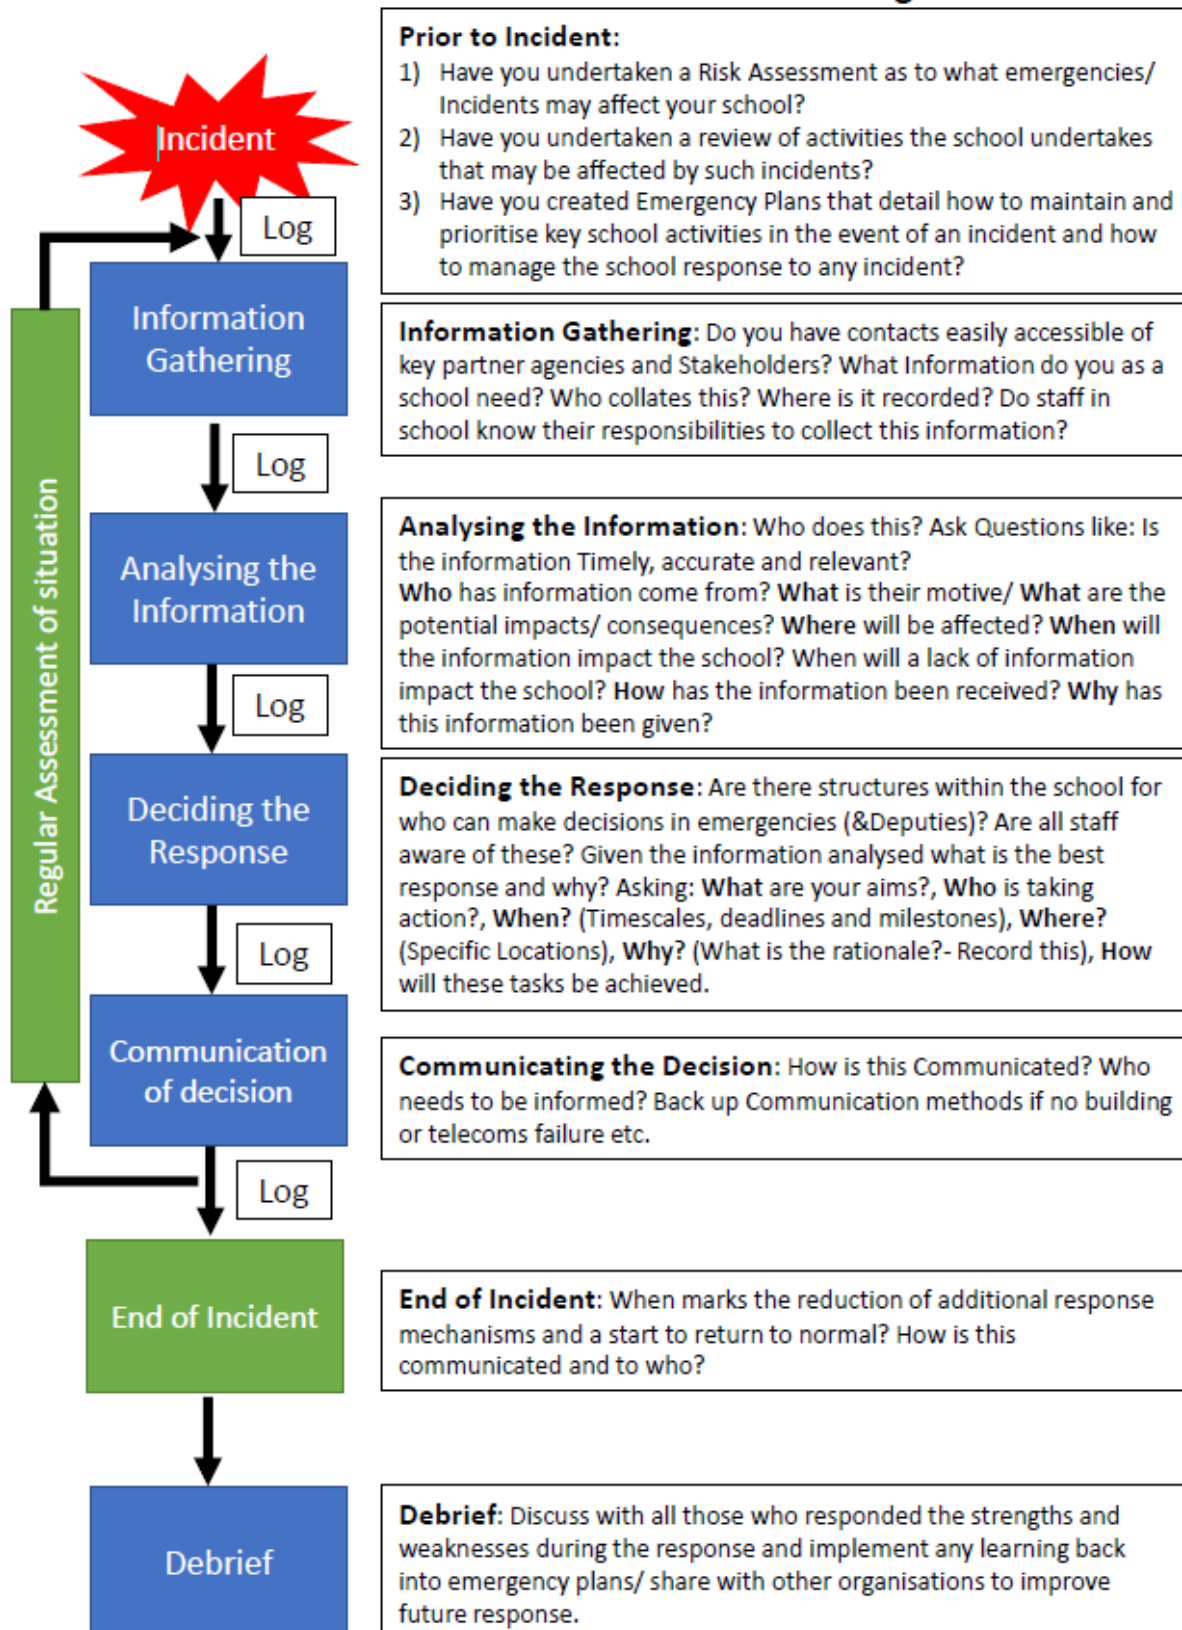 Prior to Incident:
1) Have you undertaken a Risk Assessment as to what emergencies/
Incidents may affect your school?
2) Have you undertaken a review of activities the school undertakes
that may be affected by such incidents?
3) Have you created Emergency Plans that detail how to maintain and
prioritise key school activities in the event of an incident and how
to manage the school response to any incident?
Incident
Log
Information
Gathering
Information Gathering: Do you have contacts easily accessible of
key partner agencies and Stakeholders? What Information do you as a
school need? Who collates this? Where is it recorded? Do staff in
school know their responsibilities to collect this information?
Log
Regular Assessment of situation
Analysing the
Information
Analysing the Information: Who does this? Ask Questions like: Is
the information Timely, accurate and relevant?
Who has information come from? What is their motive/ What are the
potential impacts/ consequences? Where will be affected? When will
the information impact the school? When will a lack of information
impact the school? How has the information been received? Why has
this information been given?
Log
Deciding the
Response
Deciding the Response: Are there structures within the school for
who can make decisions in emergencies (&Deputies)? Are all staff
aware of these? Given the information analysed what is the best
response and why? Asking: What are your aims?, Who is taking
action?, When? (Timescales, deadlines and milestones), Where?
(Specific Locations), Why? (What is the rationale?- Record this), How
will these tasks be achieved.
Log
Communication
of decision
Communicating the Decision: How is this Communicated? Who
needs to be informed? Back up Communication methods if no building
or telecoms failure etc.
Log
End of Incident
End of Incident: When marks the reduction of additional response
mechanisms and a start to return to normal? How is this
communicated and to who?
Debrief
Debrief: Discuss with all those who responded the strengths and
weaknesses during the response and implement any learning back
into emergency plans/ share with other organisations to improve
future response.